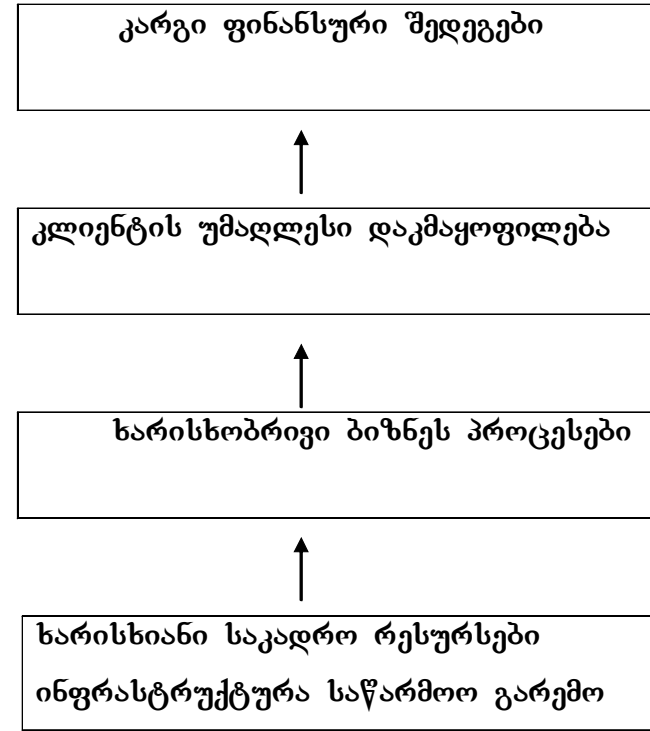 კარგი ფინანსური შედეგები
კლიენტის უმაღლესი დაკმაყოფილება
ხარისხობრივი ბიზნეს პროცესები
ხარისხიანი საკადრო რესურსები
ინფრასტრუქტურა საწარმოო გარემო